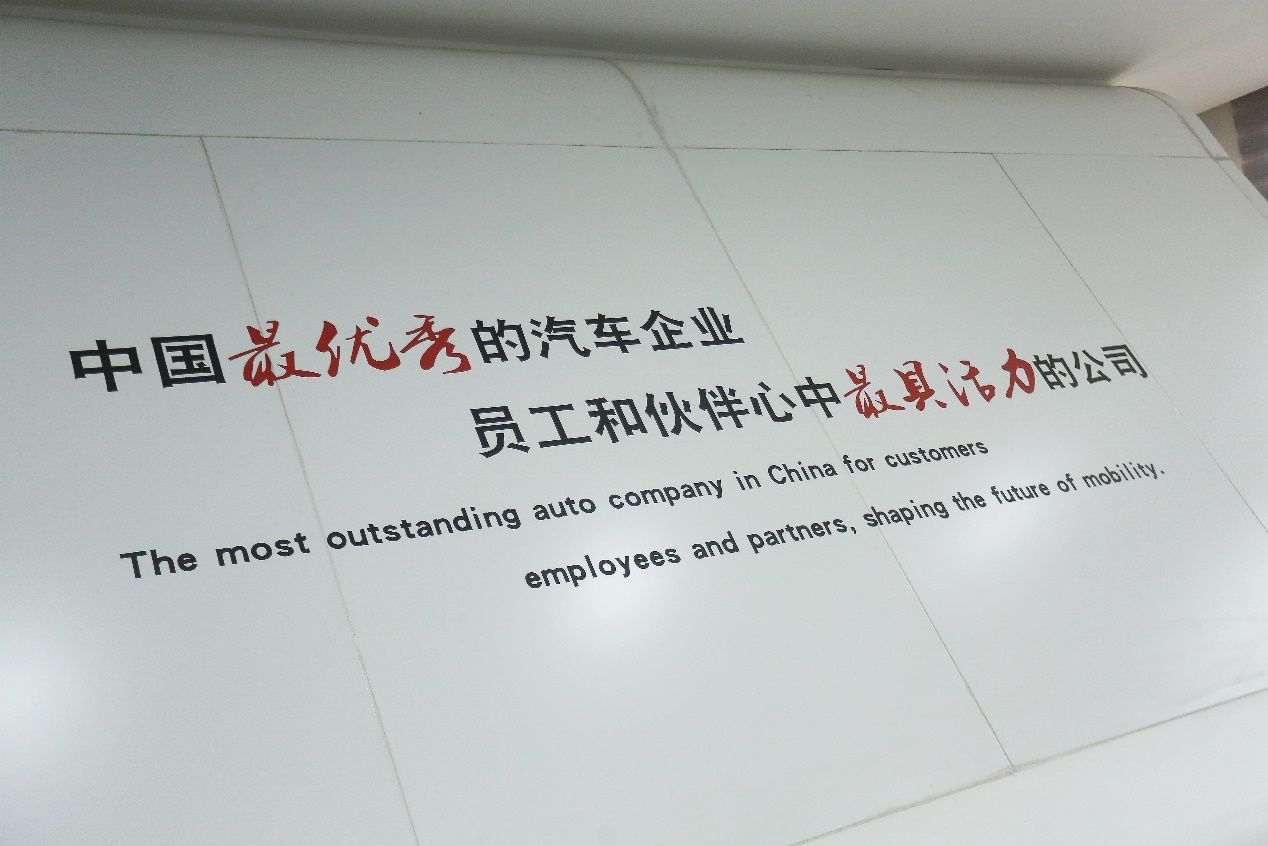 中国最优秀的汽车企业
员工和伙伴心中最具活力的公司
The most outstanding auto company in China for customers
employees and partners, shaping the future of mobility.